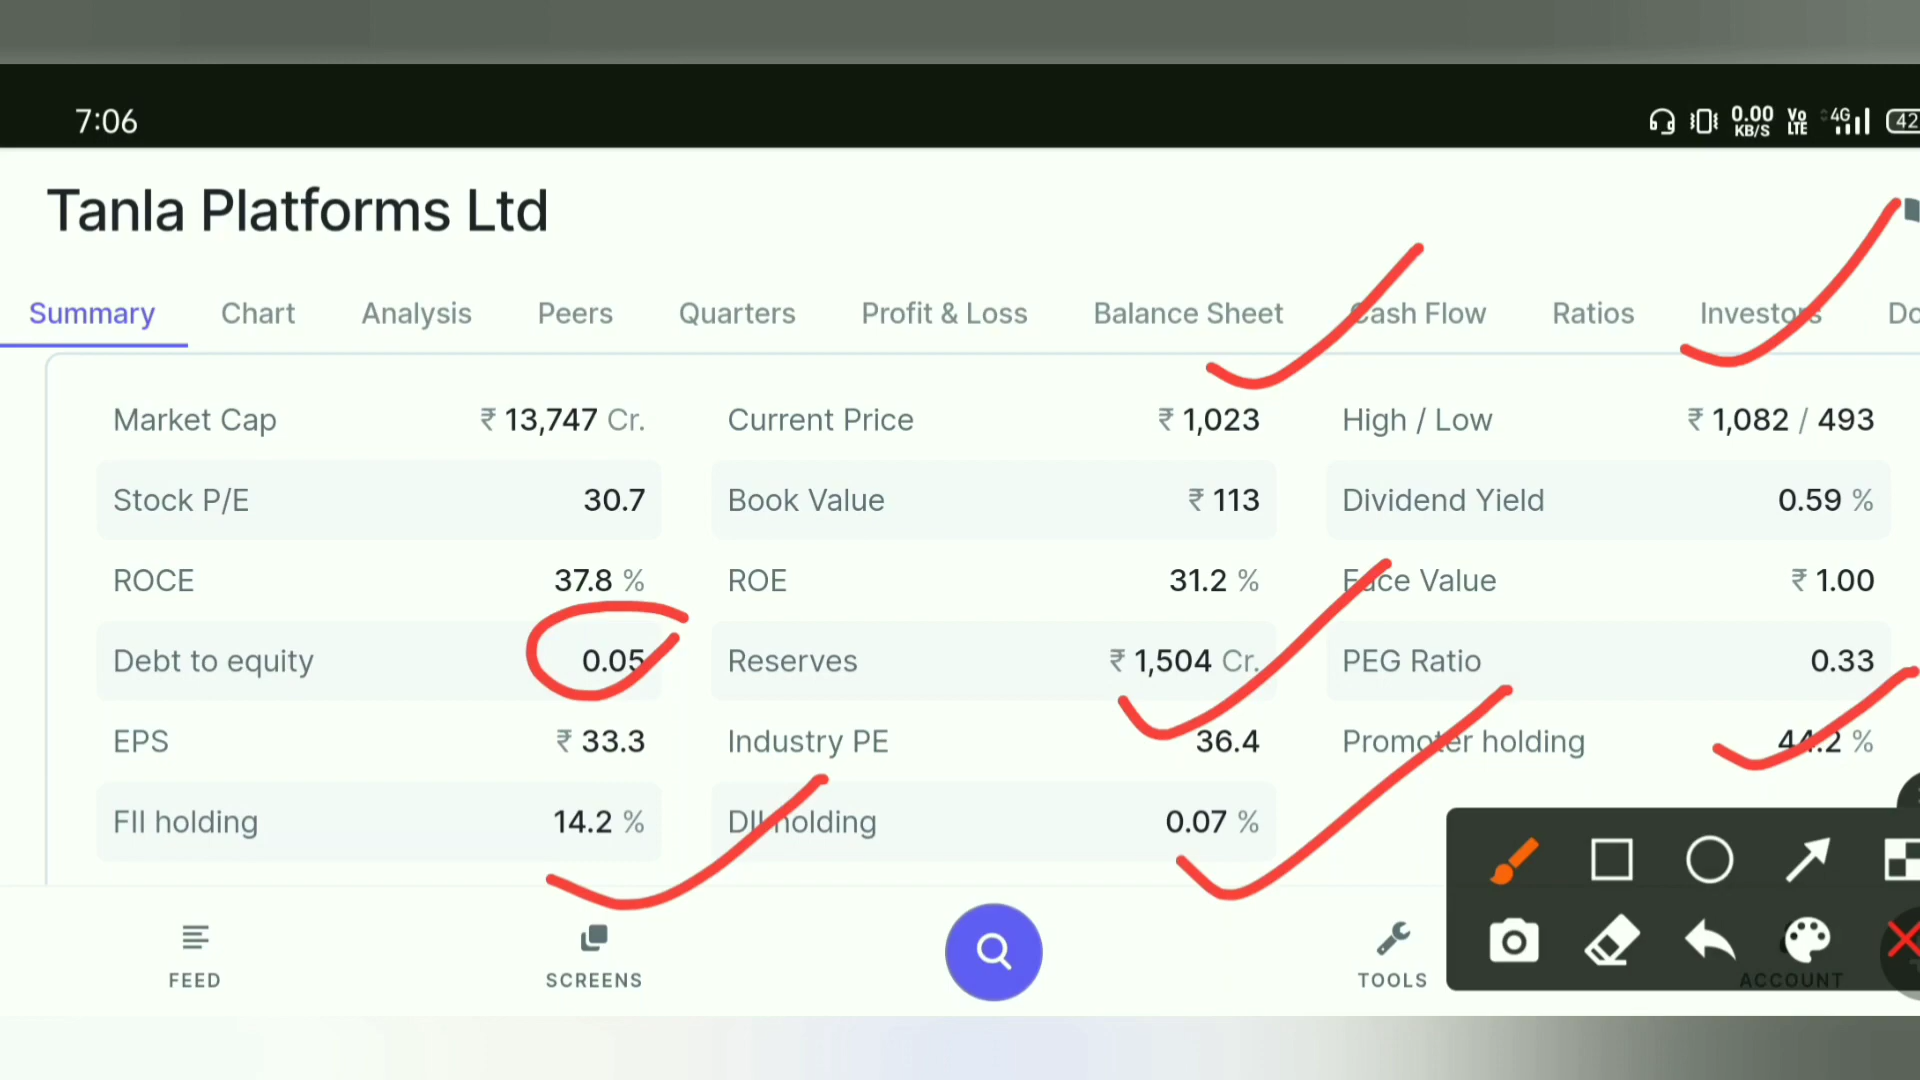 7:06
0.00 KB/S Vo LTE 4G 42
Tanla Platforms Ltd
Summary Chart Analysis Peers Quarters Profit & Loss Balance Sheet Cash Flow Ratios Investors Do
Market Cap ₹ 13,747 Cr. Current Price ₹ 1,023 High / Low ₹ 1,082 / 493
Stock P/E 30.7 Book Value ₹ 113 Dividend Yield 0.59 %
ROCE 37.8 % ROE 31.2 % Face Value ₹ 1.00
Debt to equity 0.05 Reserves ₹ 1,504 Cr. PEG Ratio 0.33
EPS ₹ 33.3 Industry PE 36.4 Promoter holding 44.2 %
FII holding 14.2 % DII holding 0.07 %
FEED SCREENS TOOLS ACCOUNT